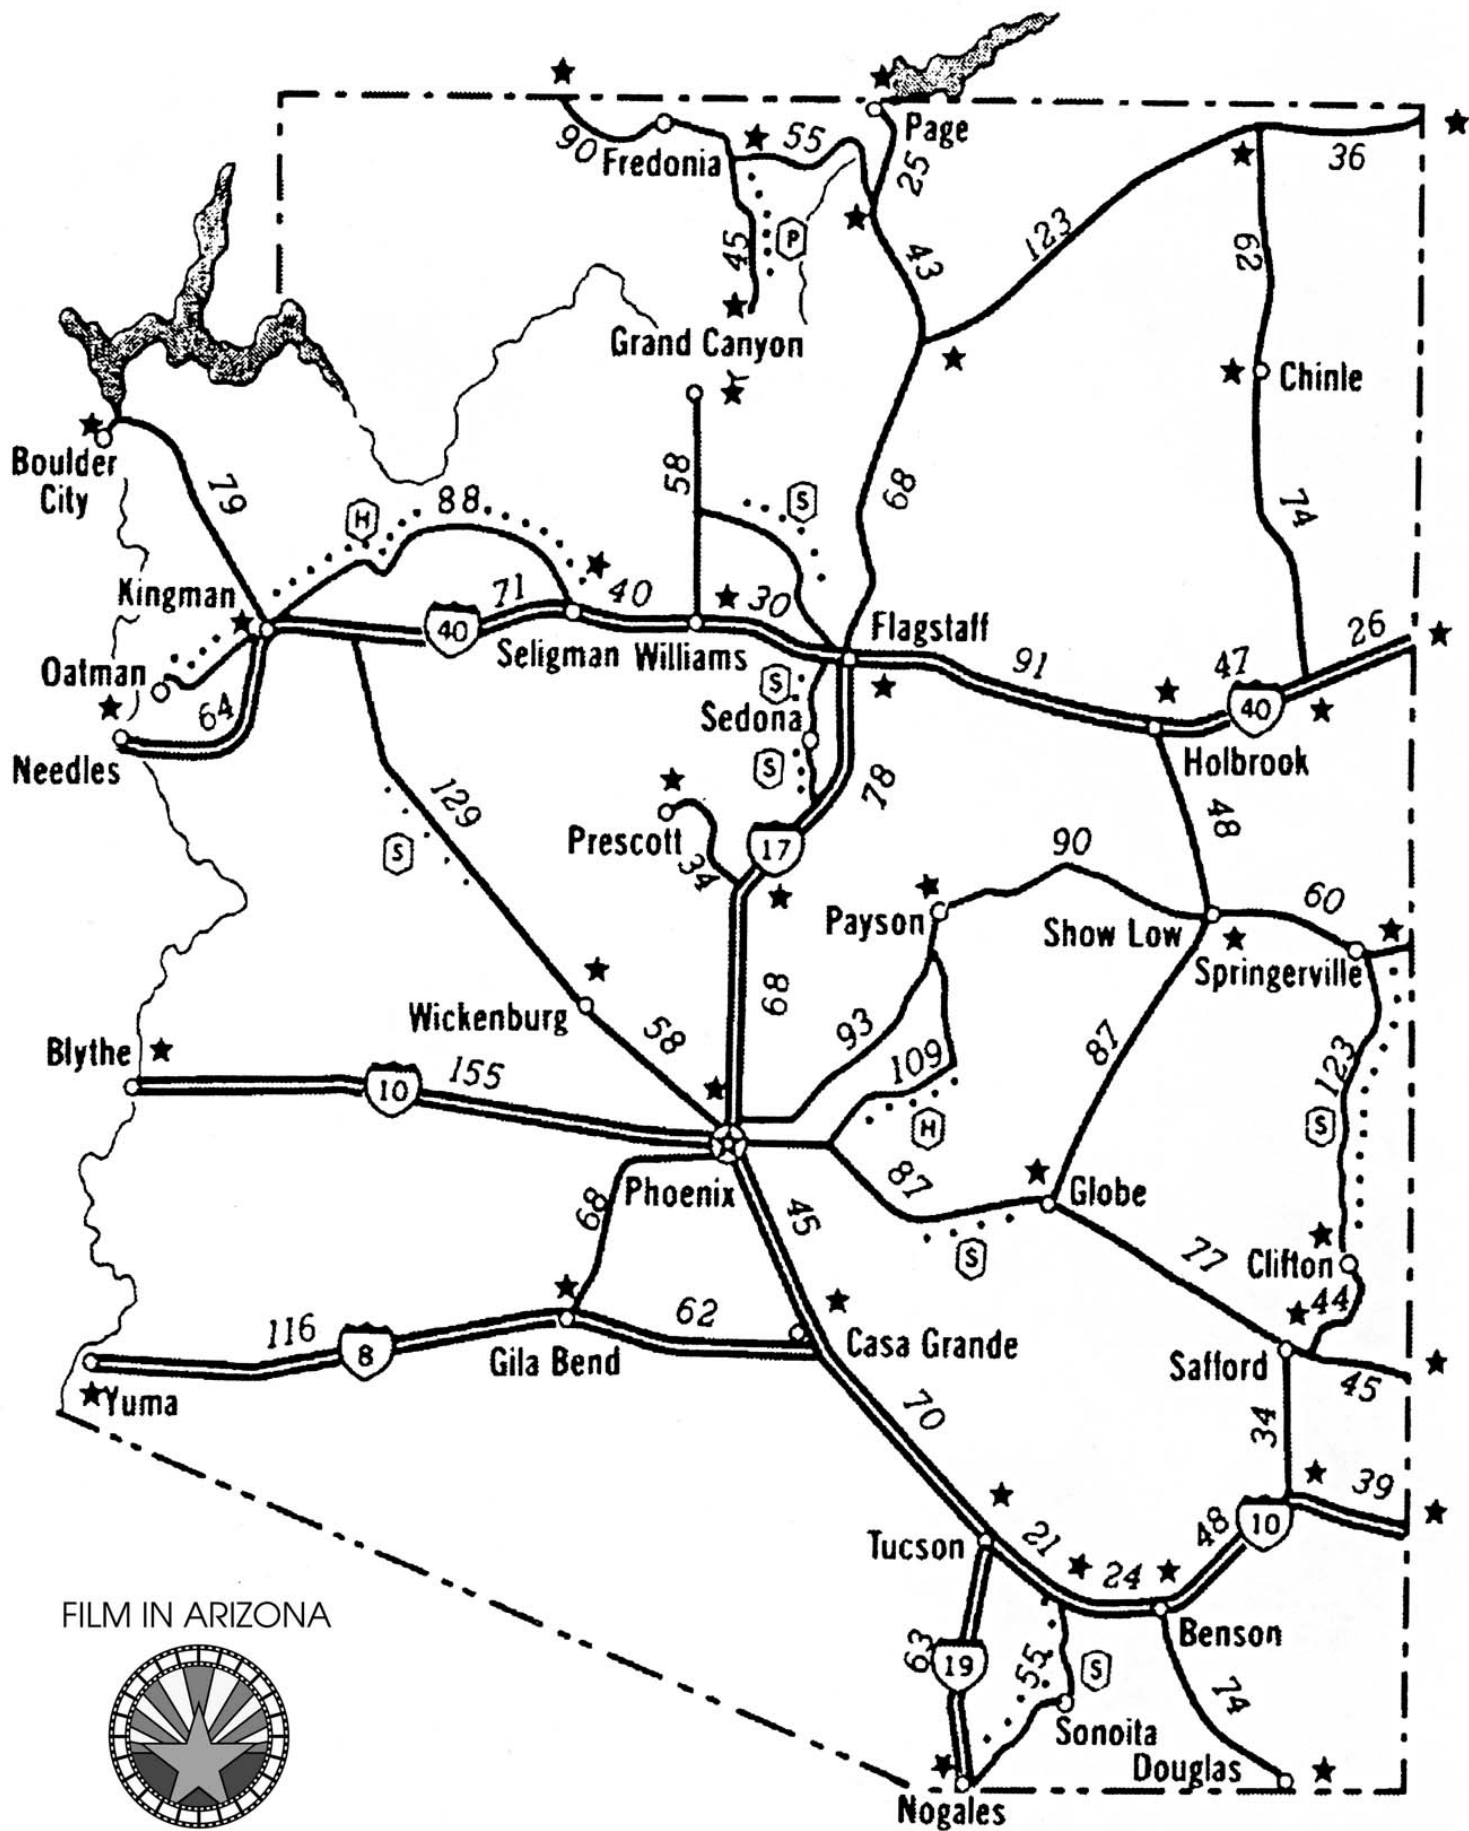 Page
90
Fredonia
55
25
36
P
45
43
123
62
Grand Canyon
Chinle
Boulder
City
79
58
68
74
H
88
S
Kingman
71
40
40
30
Flagstaff
26
Seligman
Williams
91
47
40
Oatman
64
S
Sedona
Needles
S
Holbrook
129
78
48
S
Prescott
34
17
90
60
Payson
Show Low
Springerville
68
Wickenburg
58
93
87
109
123
Blythe
10
155
H
S
Phoenix
68
45
87
Globe
S
77
Clifton
44
116
8
62
Gila Bend
Casa Grande
Safford
45
Yuma
70
34
39
Tucson
21
24
48
10
FILM IN ARIZONA
Benson
63
19
55
S
74
Sonoita
Douglas
Nogales